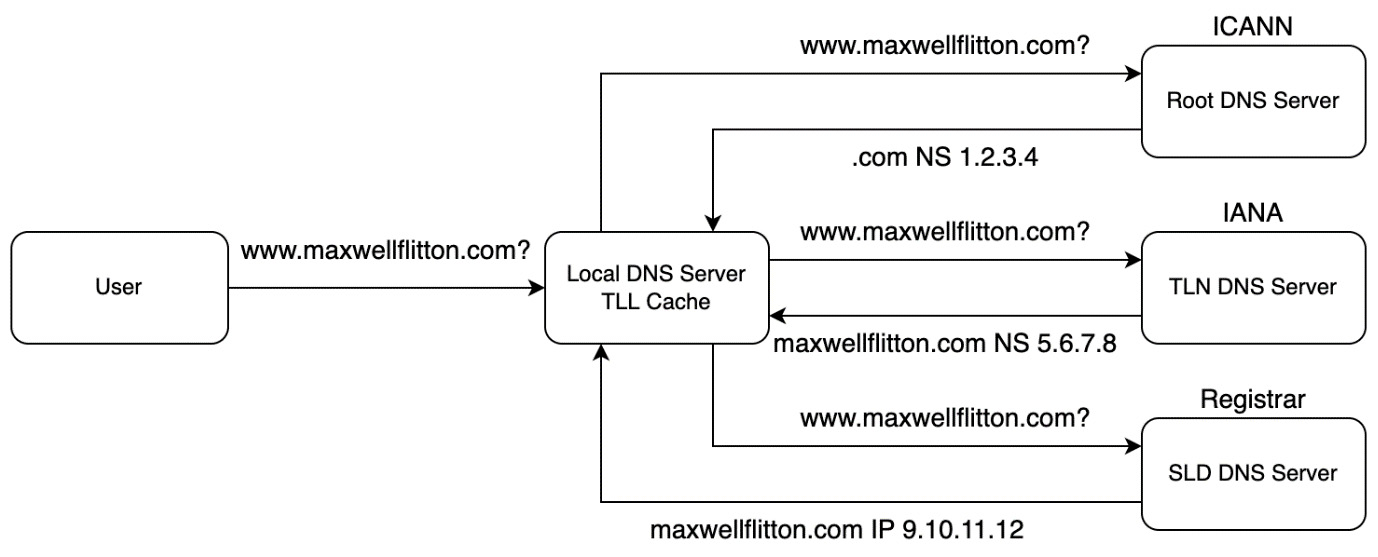 ICANN
www.maxwellflitton.com?
Root DNS Server
.com NS 1.2.3.4
IANA
www.maxwellflitton.com?
www.maxwellflitton.com?
User
Local DNS Server
TLL Cache
TLN DNS Server
maxwellflitton.com NS 5.6.7.8
Registrar
www.maxwellflitton.com?
SLD DNS Server
maxwellflitton.com IP 9.10.11.12